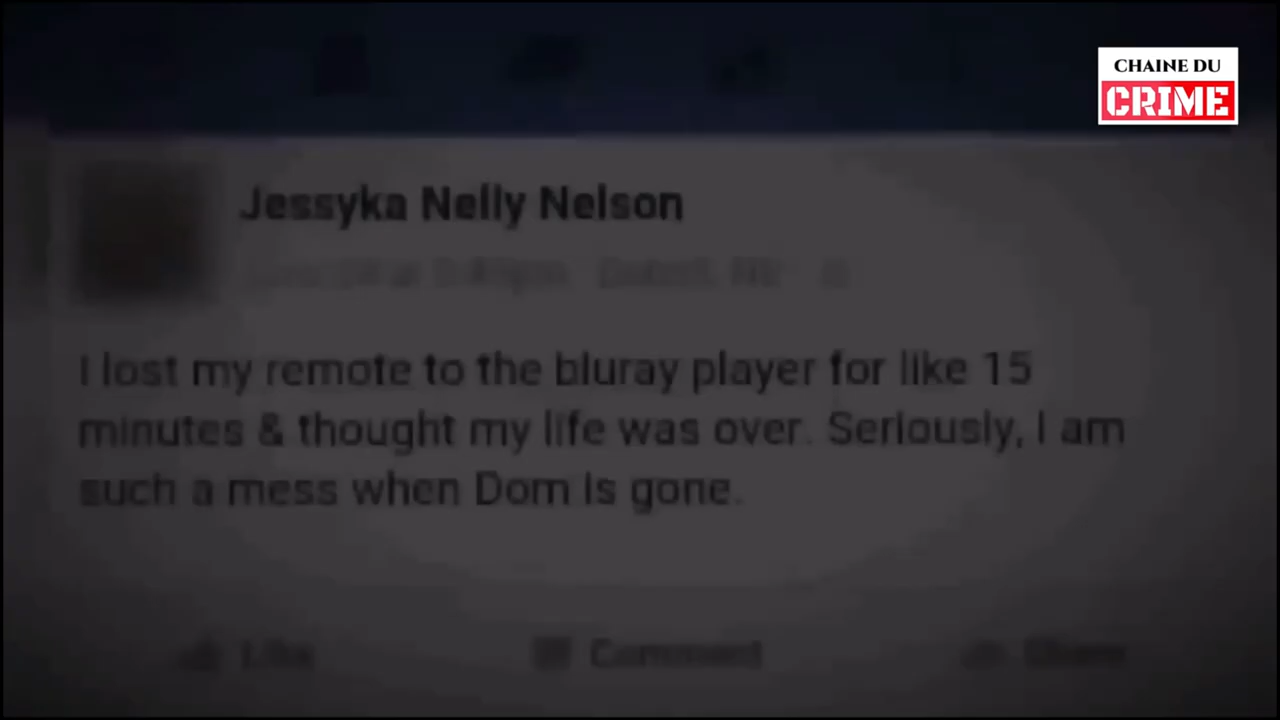 CHAINE DU
CRIME
Jessyka Nelly Nelson
I lost my remote to the bluray player for like 15
minutes & thought my life was over. Seriously, I am
such a mess when Dom is gone.
Like
Comment
Share